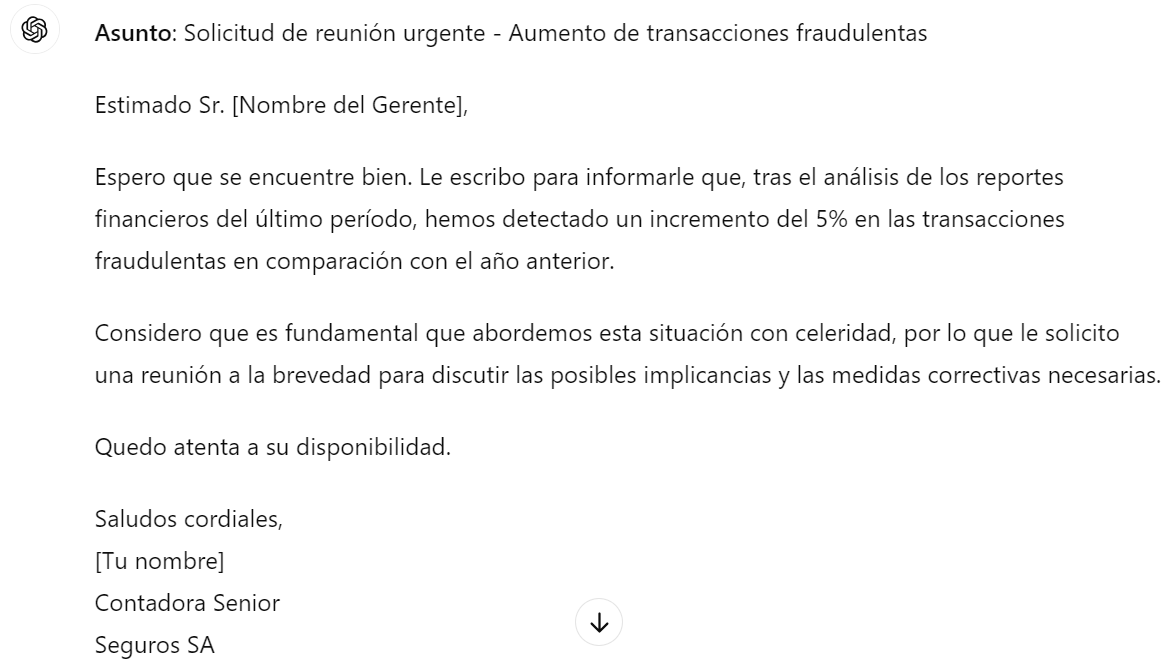 Asunto: Solicitud de reunión urgente - Aumento de transacciones fraudulentas
Estimado Sr. [Nombre del Gerente],
Espero que se encuentre bien. Le escribo para informarle que, tras el análisis de los reportes
financieros del último período, hemos detectado un incremento del 5% en las transacciones
fraudulentas en comparación con el año anterior.
Considero que es fundamental que abordemos esta situación con celeridad, por lo que le solicito
una reunión a la brevedad para discutir las posibles implicancias y las medidas correctivas necesarias.
Quedo atenta a su disponibilidad.
Saludos cordiales,
[Tu nombre]
Contadora Senior
Seguros SA